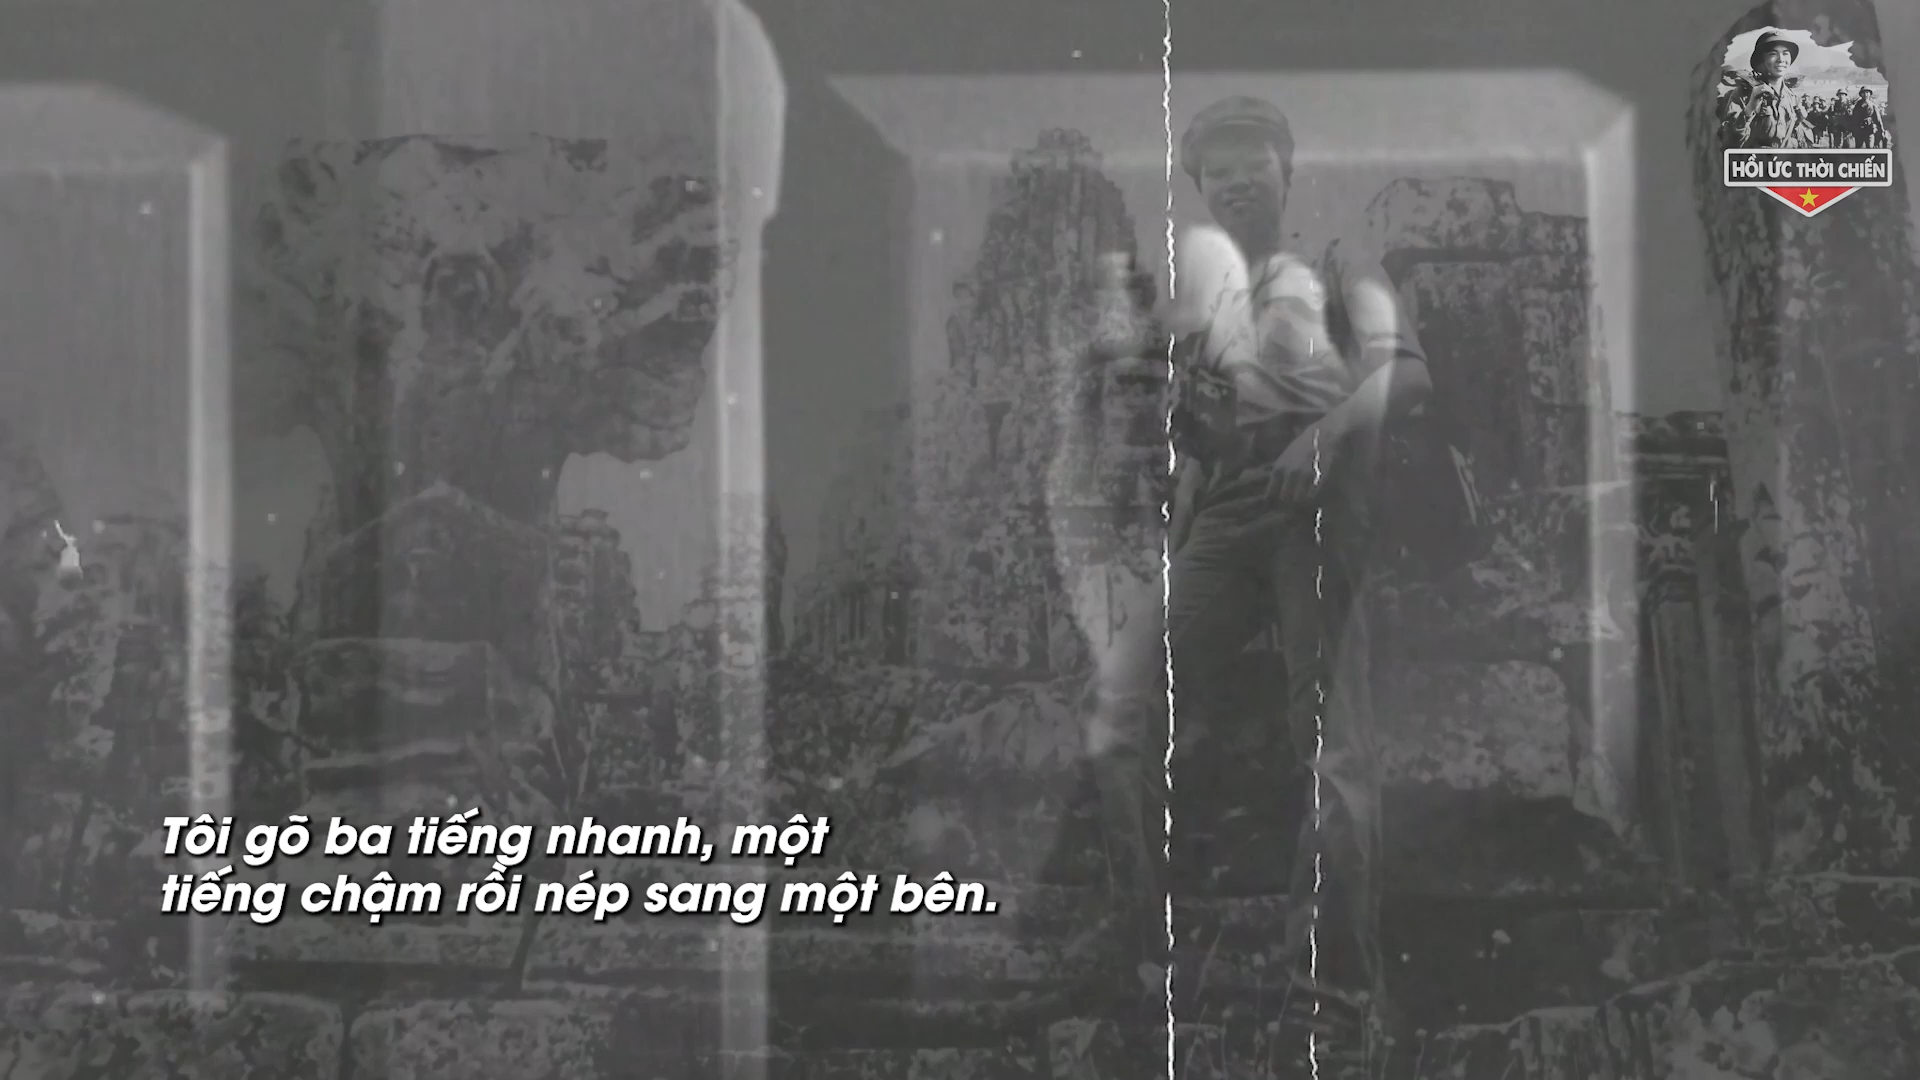 HỒI ỨC THỜI CHIẾN
Tôi gõ ba tiếng nhanh, một
tiếng chậm rồi nép sang một bên.